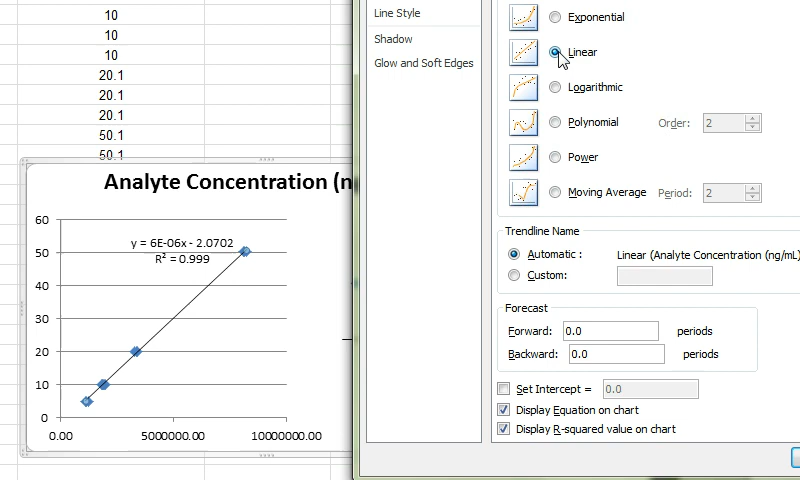 10
10
10
20.1
20.1
20.1
50.1
50.1
Analyte Concentration (n
60
50
40
30
20
10
0
y = 6E-06x - 2.0702
R² = 0.999
0.00
5000000.00
10000000.00
Line Style
Shadow
Glow and Soft Edges
Exponential
Linear
Logarithmic
Polynomial Order: 2
Power
Moving Average Period: 2
Trendline Name
Automatic : Linear (Analyte Concentration (ng/mL)
Custom:
Forecast
Forward: 0.0 periods
Backward: 0.0 periods
Set Intercept = 0.0
Display Equation on chart
Display R-squared value on chart